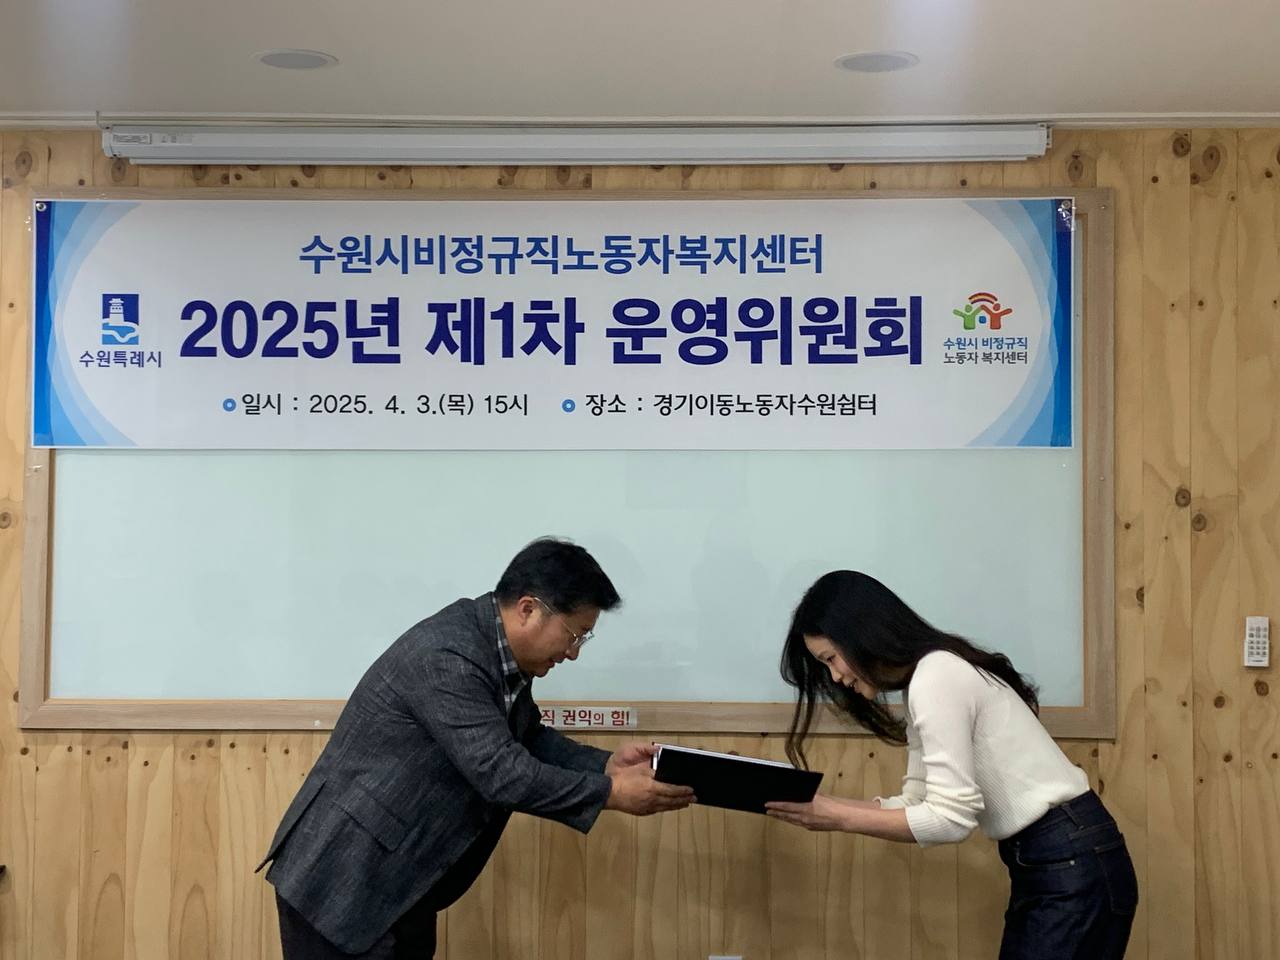 수원시비정규직노동자복지센터
2025년 제1차 운영위원회
수원특례시
수원시 비정규직
노동자 복지센터
일시 : 2025. 4. 3.(목) 15시 장소 : 경기이동노동자수원쉼터
직 권익의 힘!